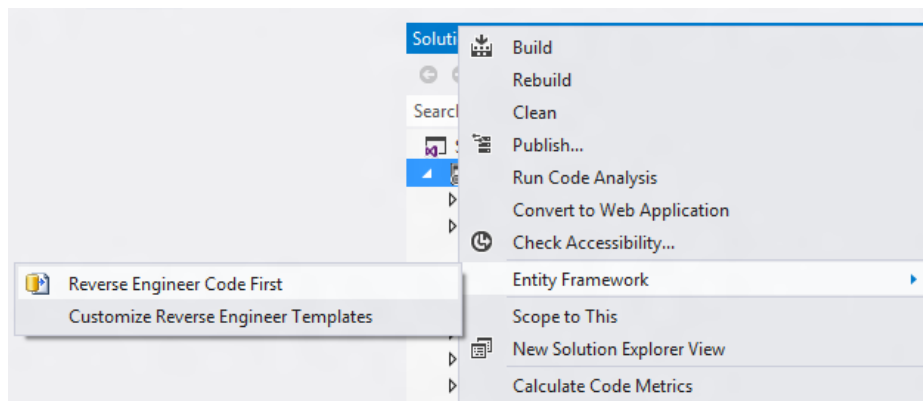 Soluti
Searcl
Build
Rebuild
Clean
Publish...
Run Code Analysis
Convert to Web Application
Check Accessibility...
Entity Framework
Reverse Engineer Code First
Customize Reverse Engineer Templates
Scope to This
New Solution Explorer View
Calculate Code Metrics